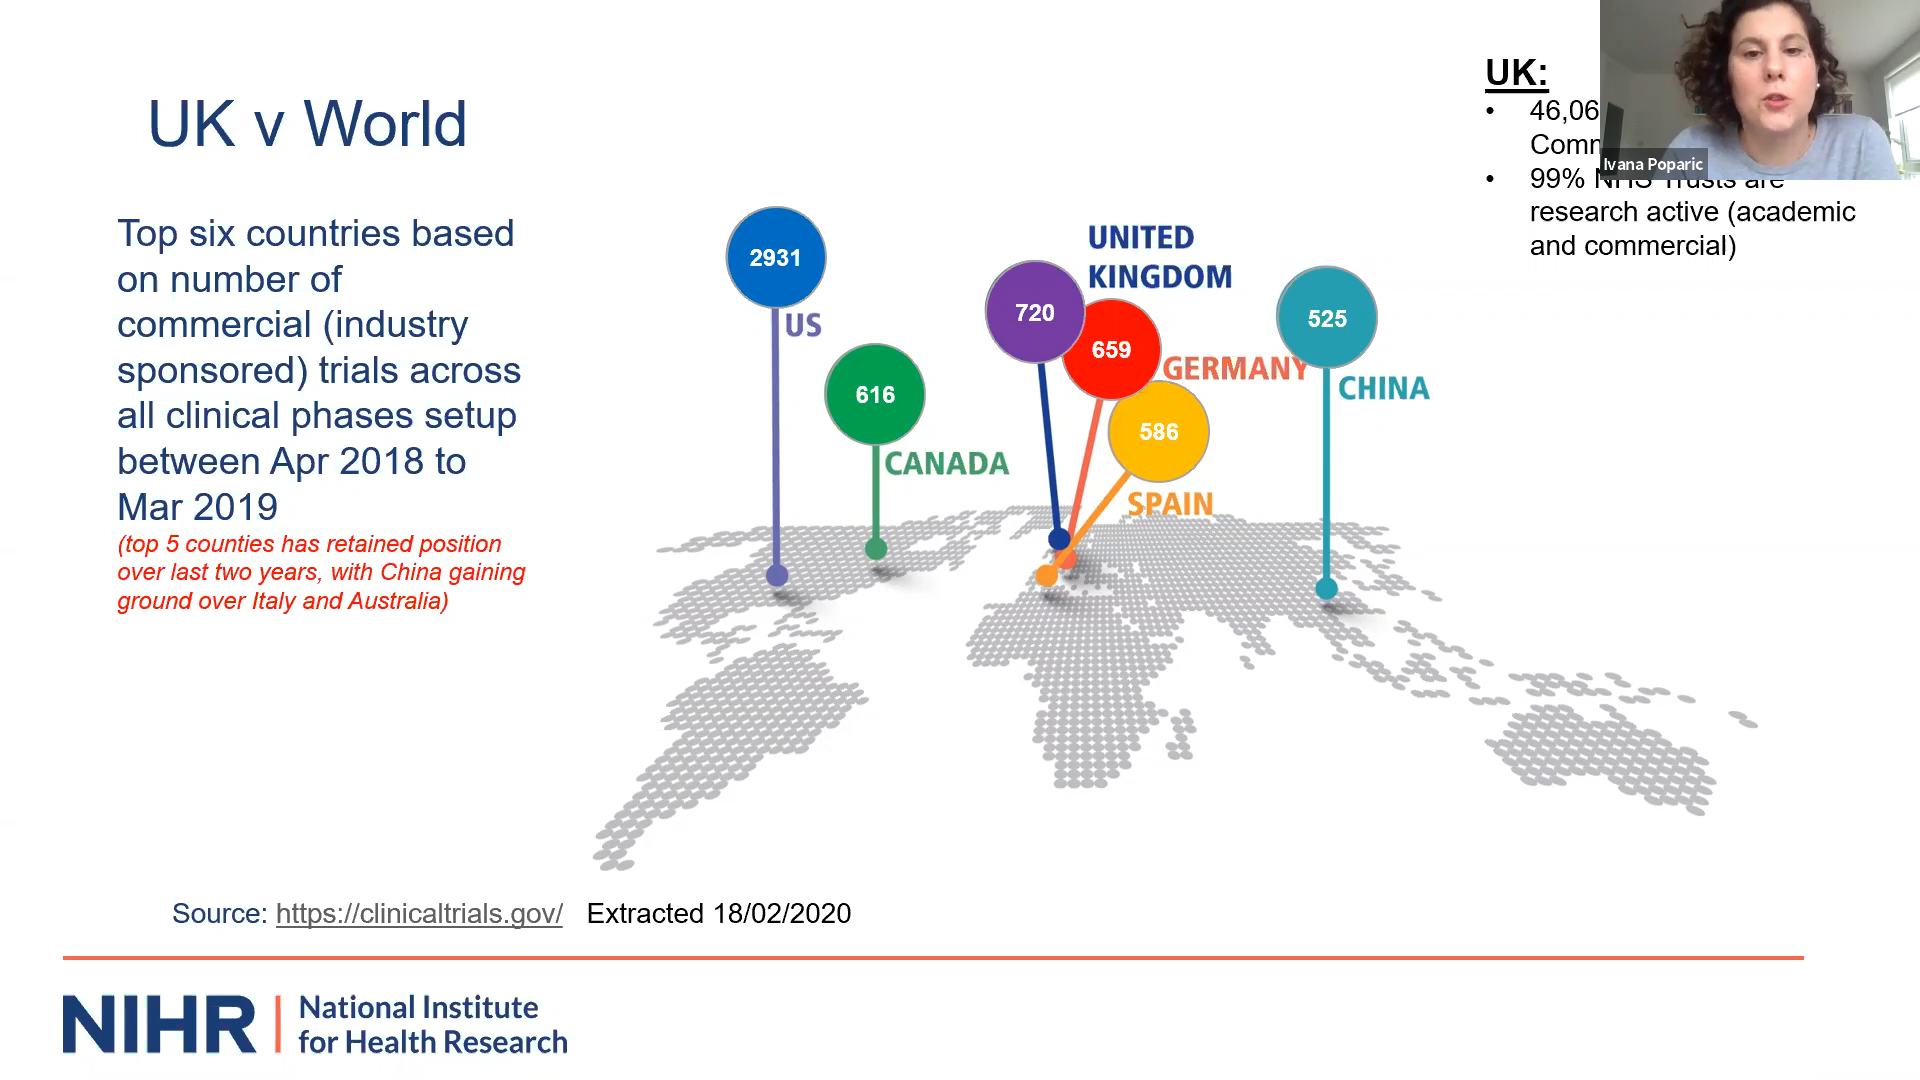 UK v World
Top six countries based
on number of
commercial (industry
sponsored) trials across
all clinical phases setup
between Apr 2018 to
Mar 2019
(top 5 counties has retained position
over last two years, with China gaining
ground over Italy and Australia)
2931
US
616
CANADA
720
UNITED
KINGDOM
659
GERMANY
586
SPAIN
525
CHINA
UK:
• 46,06
Comm
• 99% NHS Trusts are
research active (academic
and commercial)
Ivana Poparic
Source: https://clinicaltrials.gov/ Extracted 18/02/2020
NIHR | National Institute
for Health Research